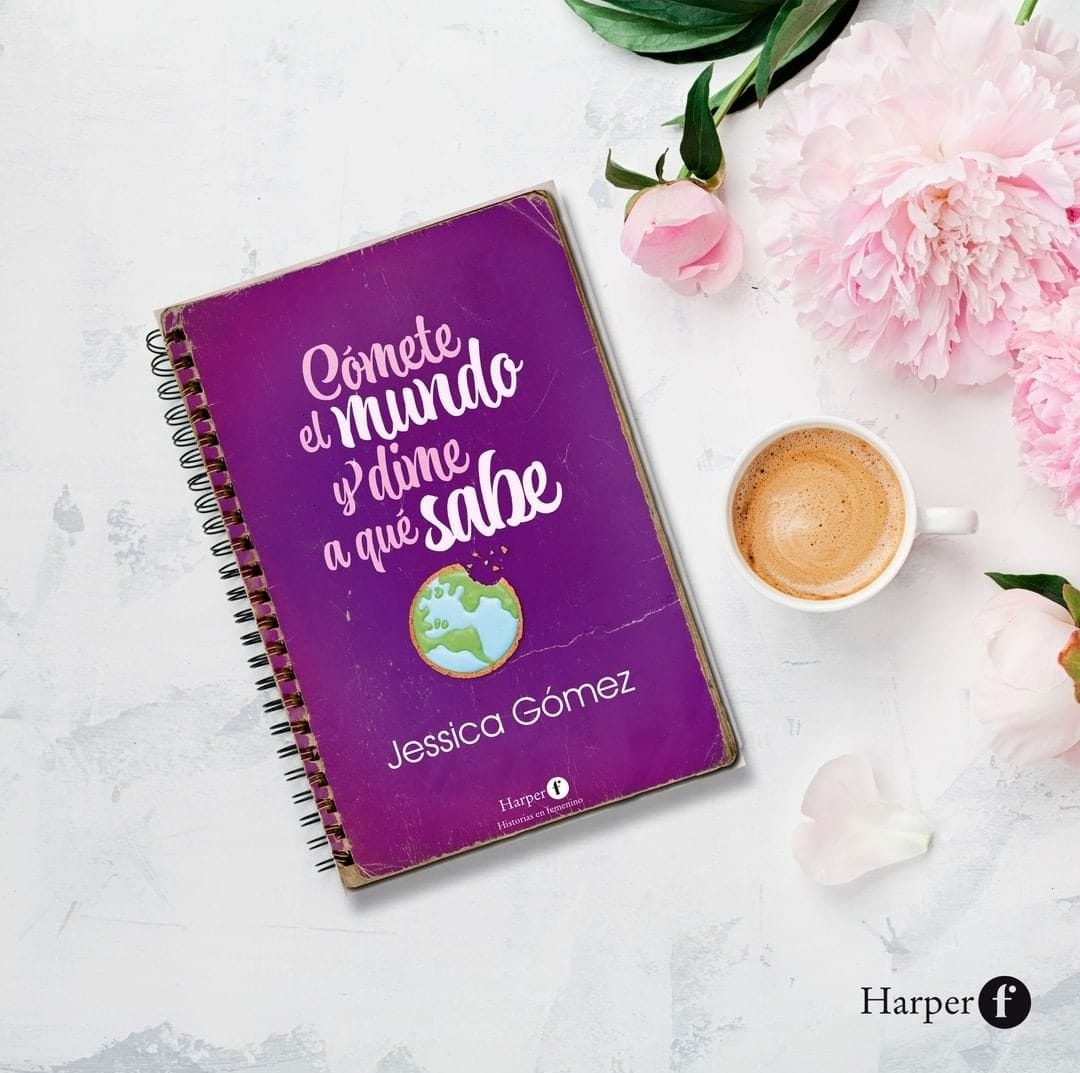 Cómete
el mundo
y dime
a qué sabe
Jessica Gómez
Harper f
Historias en femenino
Harper f